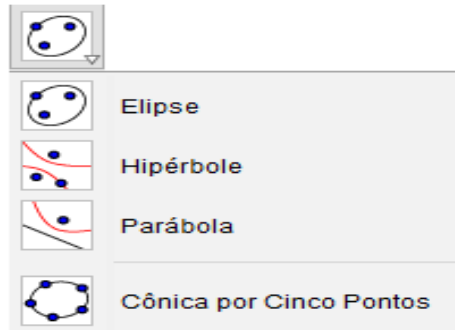 Elipse
Hipérbole
Parábola
Cônica por Cinco Pontos